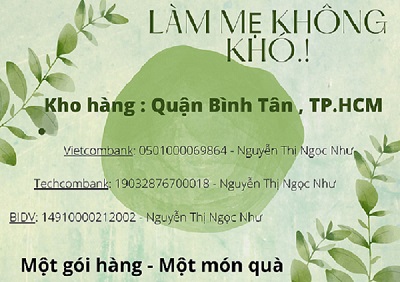 LÀM MẸ KHÔNG
KHÓ.!
Kho hàng : Quận Bình Tân , TP.HCM
Vietcombank: 0501000069864 - Nguyễn Thị Ngọc Như
Techcombank: 19032876700018 - Nguyễn Thị Ngọc Như
BIDV: 14910000212002 - Nguyễn Thị Ngọc Như
Một gói hàng - Một món quà